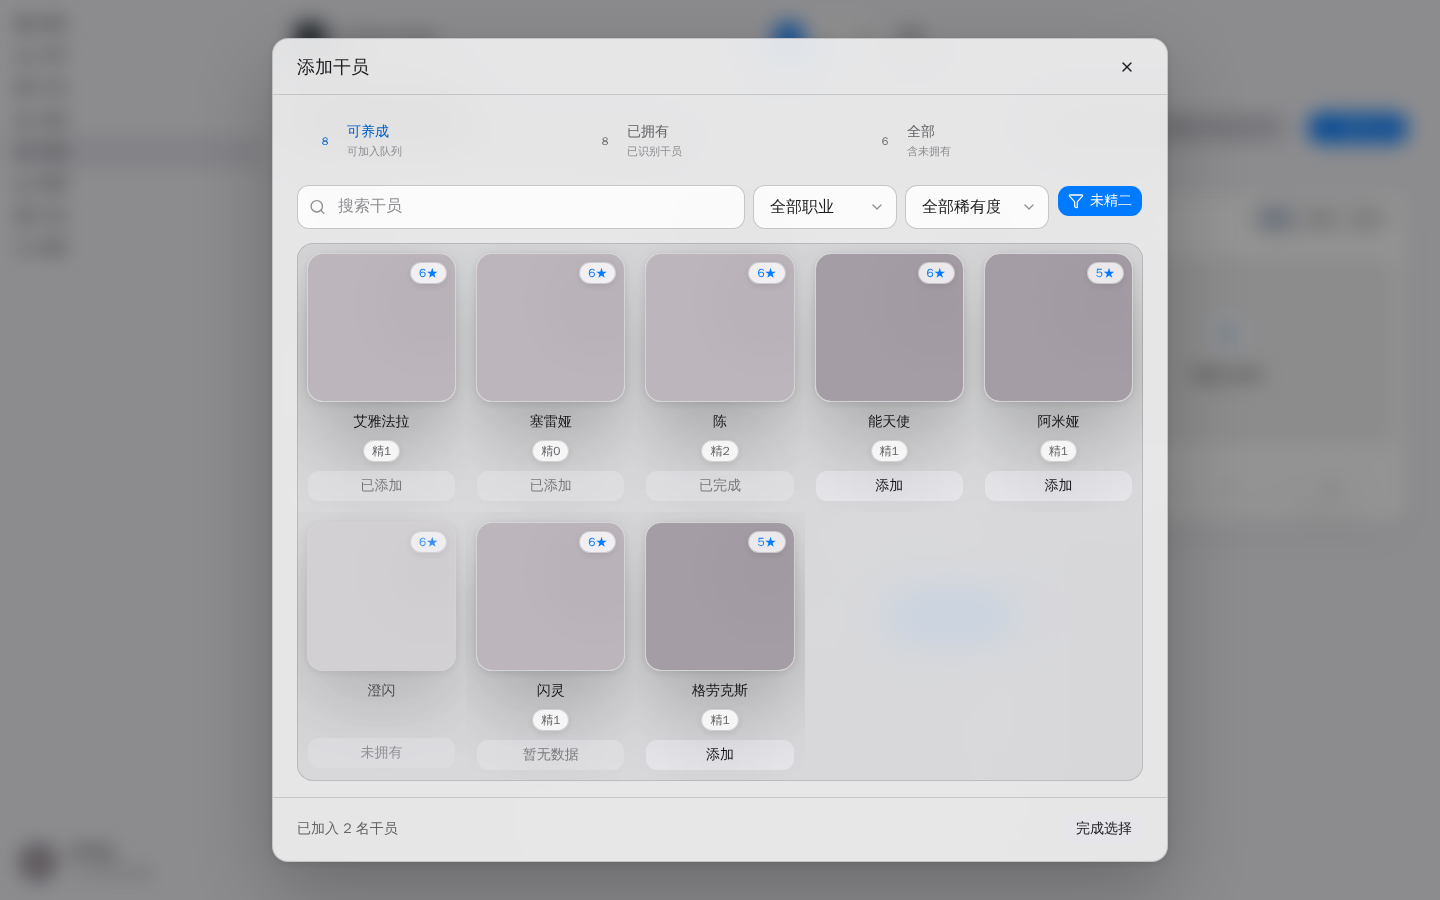 添加干员
8
可养成
可加入队列
8
已拥有
已识别干员
6
全部
含未拥有
搜索干员
全部职业
全部稀有度
未精二
6★
6★
6★
6★
5★
艾雅法拉
塞雷娅
陈
能天使
阿米娅
精1
精0
精2
精1
精1
已添加
已添加
已完成
添加
添加
6★
6★
5★
澄闪
闪灵
格劳克斯
精1
精1
未拥有
暂无数据
添加
已加入 2 名干员
完成选择